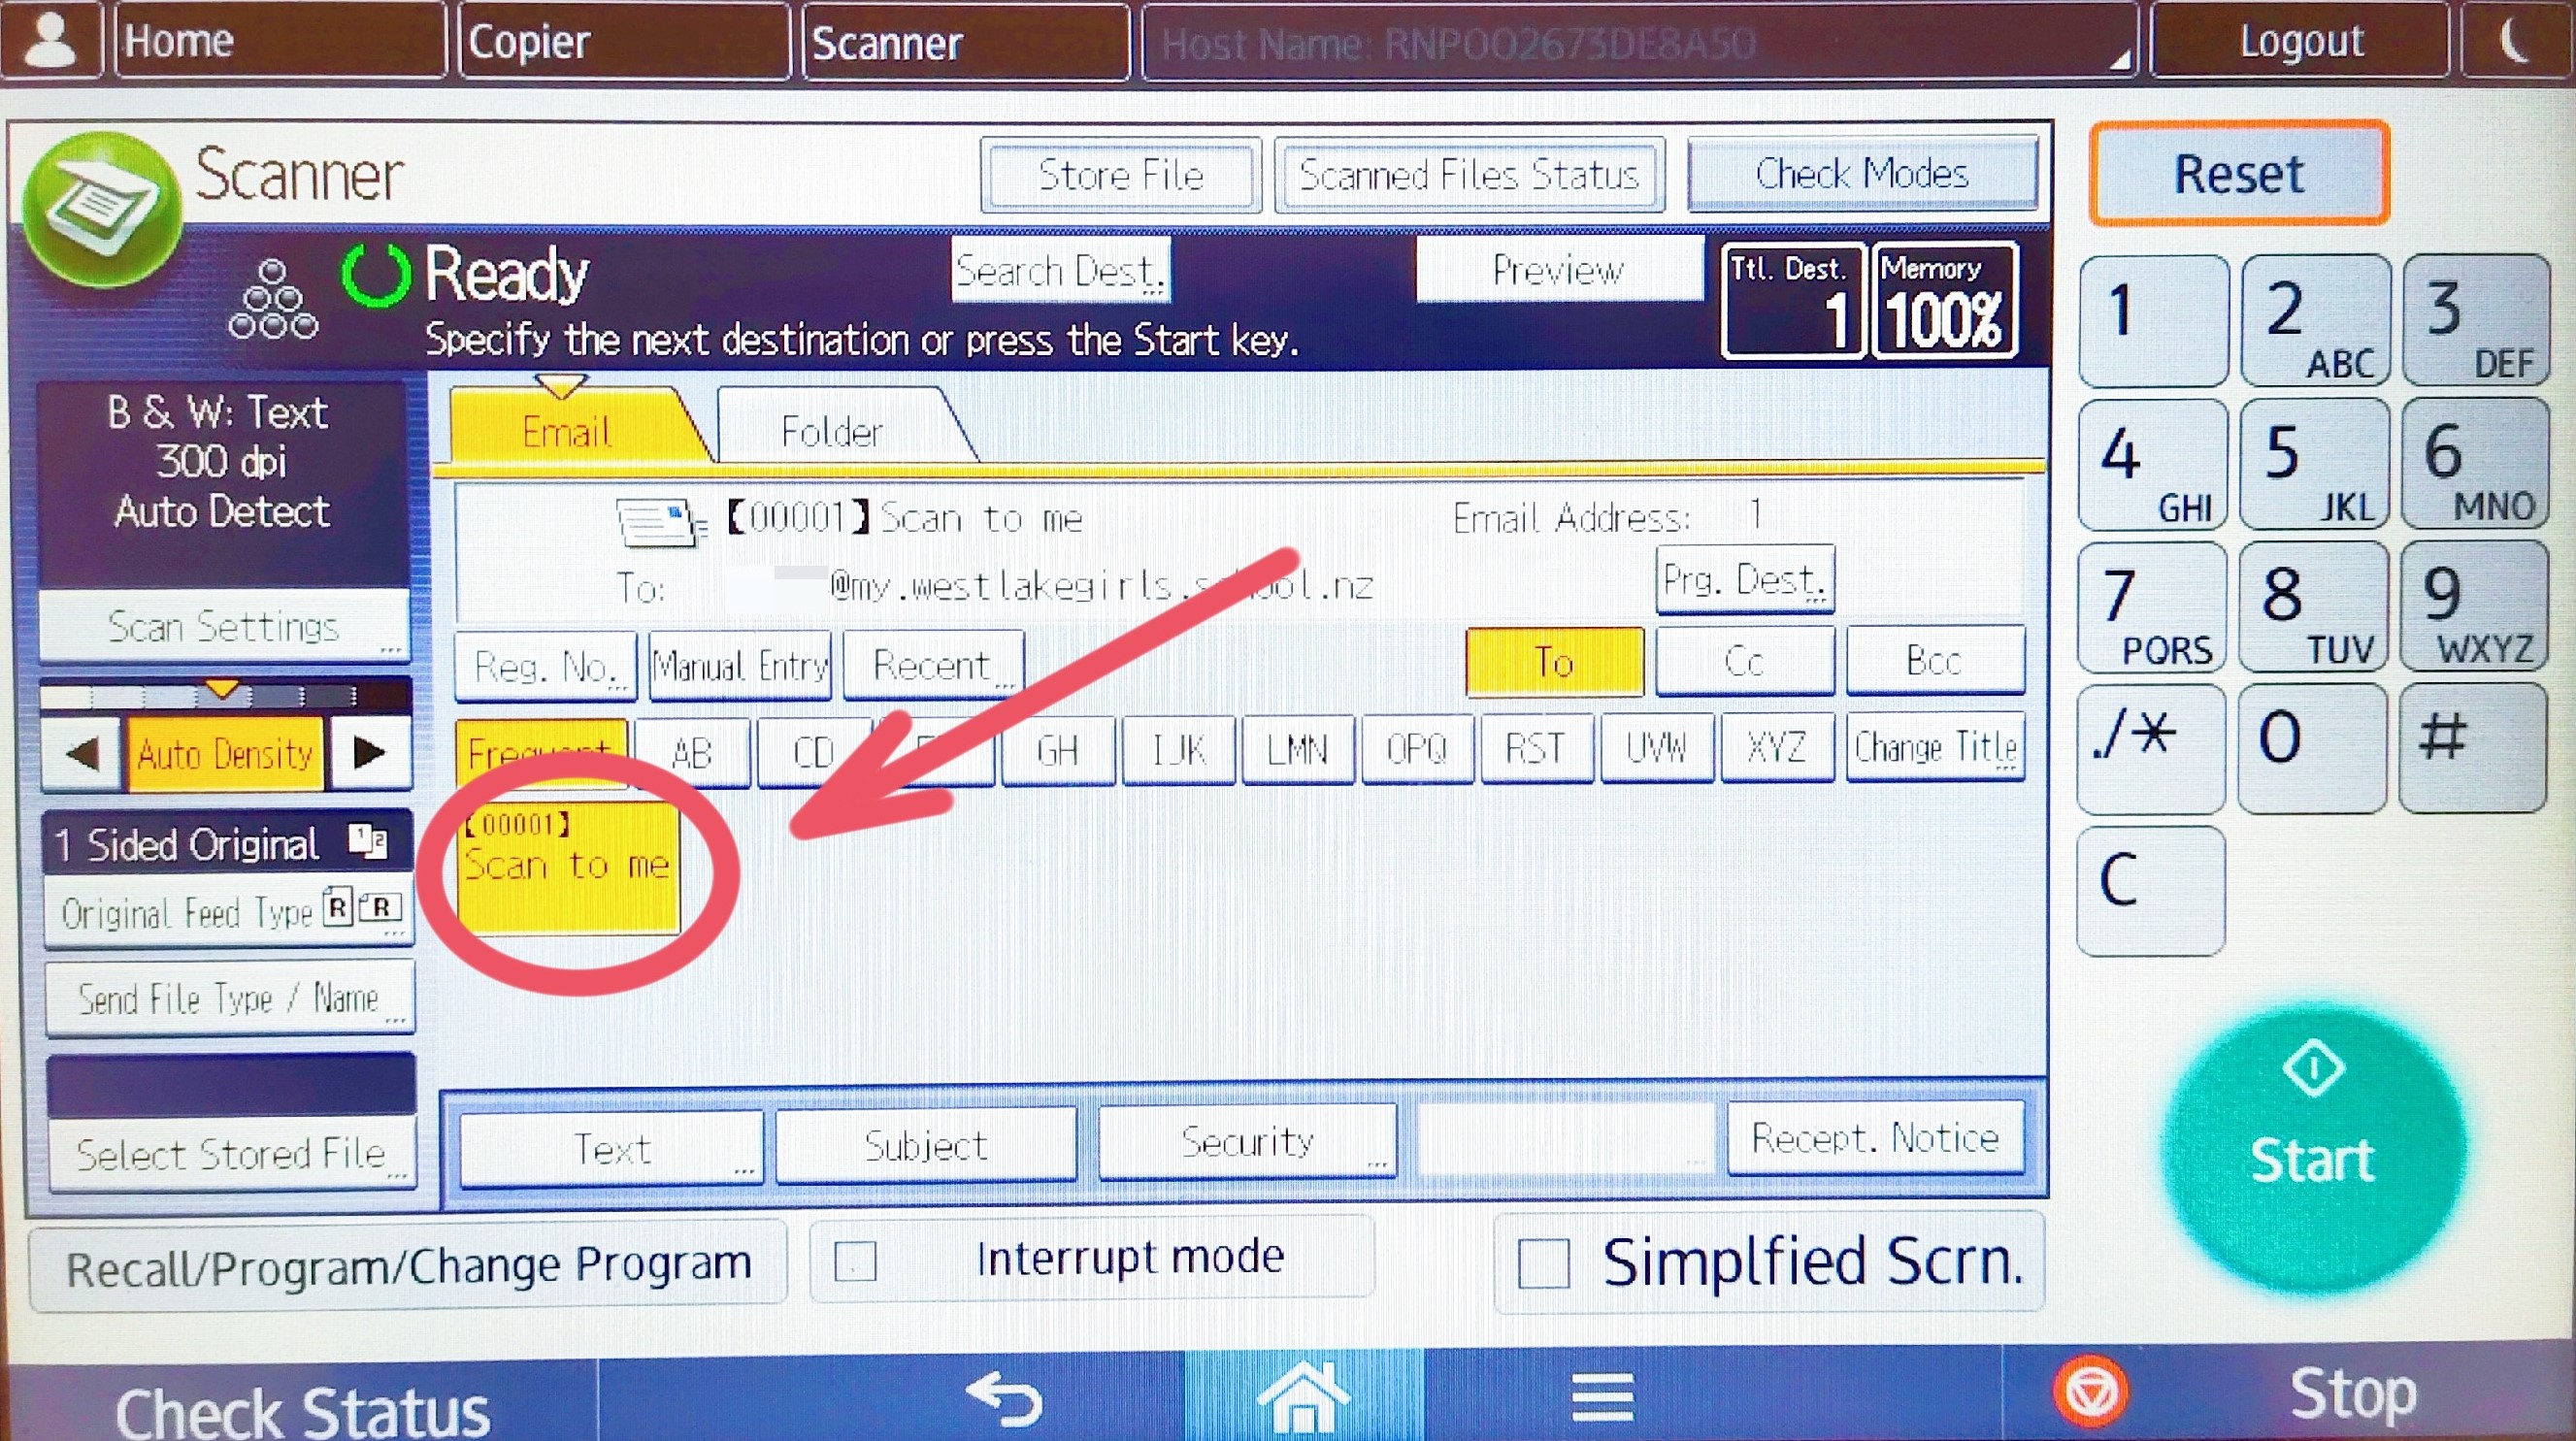 Home
Copier
Scanner
Host Name: RNP002673DE8A50
Logout
Scanner
Store File
Scanned Files Status
Check Modes
Reset
Ready
Search Dest.
Preview
Ttl. Dest.
1
Memory
100%
Specify the next destination or press the Start key.
B & W: Text
300 dpi
Auto Detect
Scan Settings
Auto Density
1 Sided Original
Original Feed Type
Send File Type / Name
Select Stored File
Email
Folder
【00001】Scan to me
Email Address: 1
To: @my.westlakegirls.school.nz
Prg. Dest.
Reg. No.
Manual Entry
Recent
To
Cc
Bcc
Frequent
AB
CD
GH
IJK
LMN
OPQ
RST
UVW
XYZ
Change Title
【00001】
Scan to me
Text
Subject
Security
Recept. Notice
1
2 ABC
3 DEF
4 GHI
5 JKL
6 MNO
7 PQRS
8 TUV
9 WXYZ
./*
0
#
C
Start
Recall/Program/Change Program
Interrupt mode
Simplfied Scrn.
Check Status
Stop